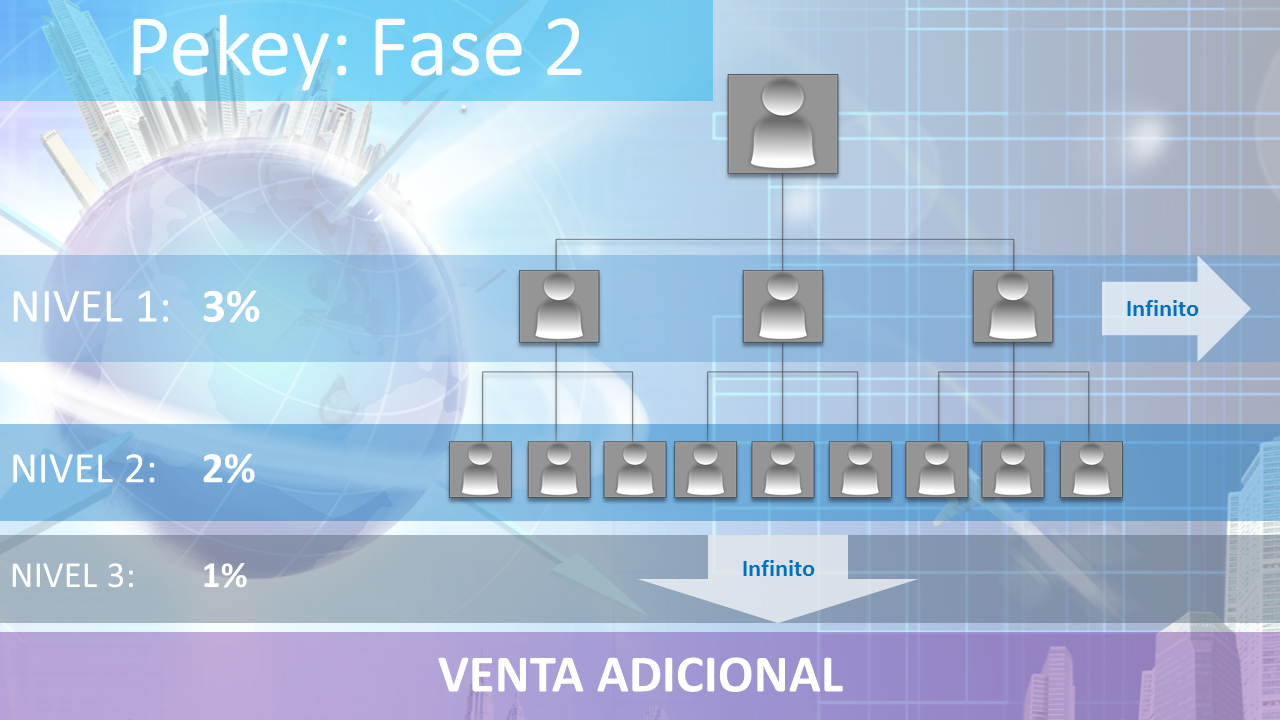 Pekey: Fase 2
NIVEL 1: 3%
Infinito
NIVEL 2: 2%
NIVEL 3: 1%
Infinito
VENTA ADICIONAL